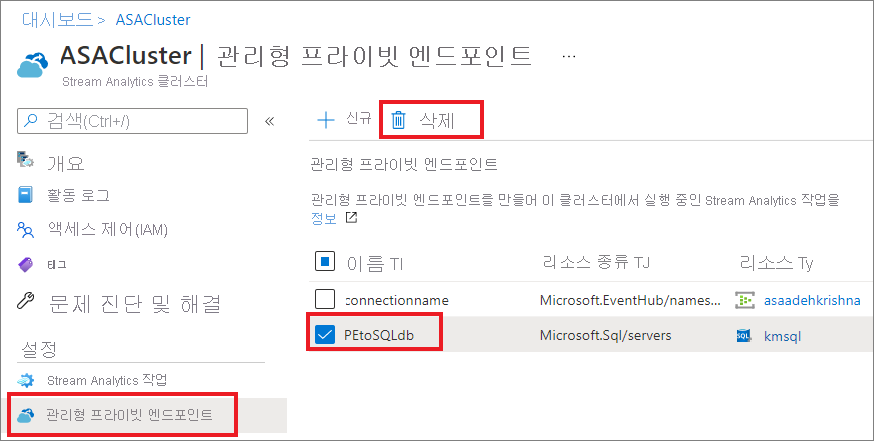 대시보드 > ASACluster
ASACluster | 관리형 프라이빗 엔드포인트 ...
Stream Analytics 클러스터
검색(Ctrl+/) «
개요
활동 로그
액세스 제어(IAM)
태그
문제 진단 및 해결
설정
Stream Analytics 작업
관리형 프라이빗 엔드포인트
+ 신규 삭제
관리형 프라이빗 엔드포인트
관리형 프라이빗 엔드포인트를 만들어 이 클러스터에서 실행 중인 Stream Analytics 작업을
정보
이름 TI 리소스 종류 TJ 리소스 Ty
connectionname Microsoft.EventHub/names... asaadehkrishna
PEtoSQLdb Microsoft.Sql/servers kmsql